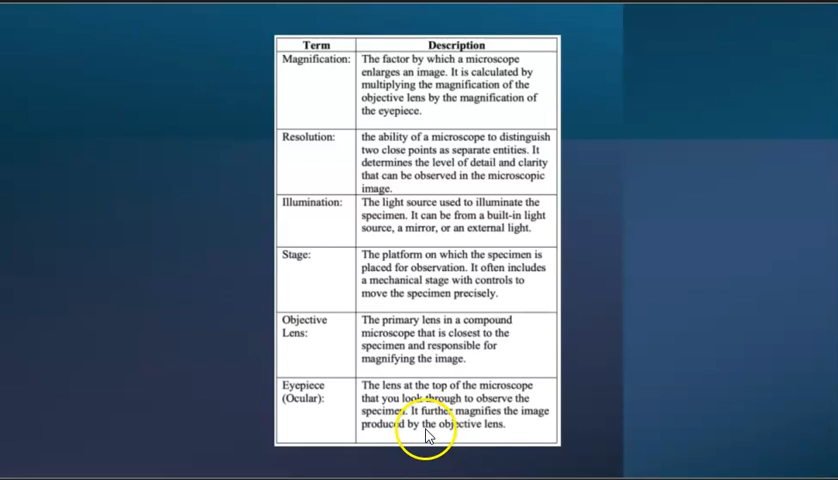 Term Description
Magnification: The factor by which a microscope
enlarges an image. It is calculated by
multiplying the magnification of the
objective lens by the magnification of
the eyepiece.
Resolution: the ability of a microscope to distinguish
two close points as separate entities. It
determines the level of detail and clarity
that can be observed in the microscopic
image.
Illumination: The light source used to illuminate the
specimen. It can be from a built-in light
source, a mirror, or an external light.
Stage: The platform on which the specimen is
placed for observation. It often includes
a mechanical stage with controls to
move the specimen precisely.
Objective The primary lens in a compound
Lens: microscope that is closest to the
specimen and responsible for
magnifying the image.
Eyepiece The lens at the top of the microscope
(Ocular): that you look through to observe the
specimen. It further magnifies the image
produced by the objective lens.